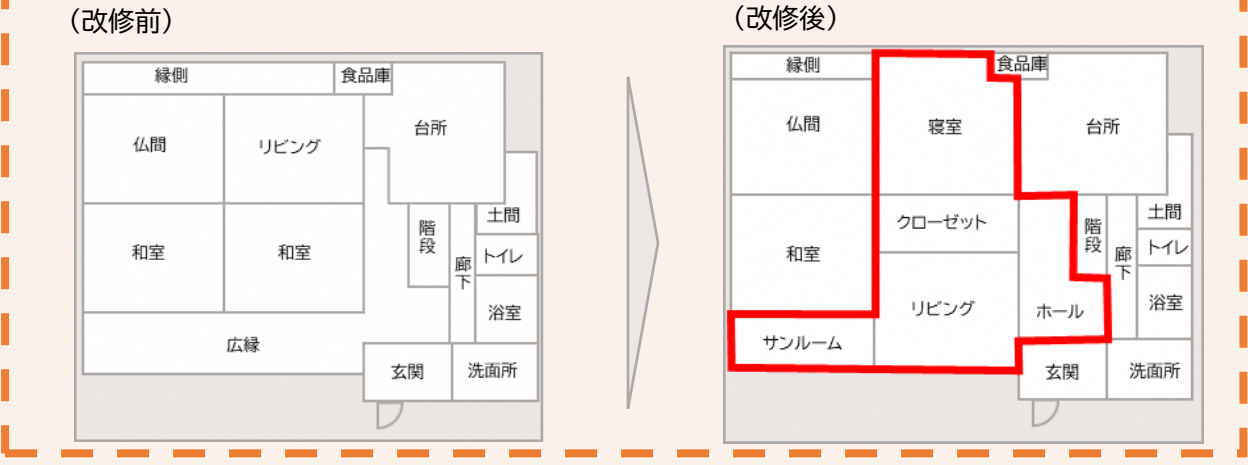 （改修前）
縁側
食品庫
仏間
リビング
台所
和室
和室
階段
廊下
土間
トイレ
浴室
広縁
玄関
洗面所
（改修後）
縁側
食品庫
仏間
寝室
台所
クローゼット
和室
階段
廊下
土間
トイレ
リビング
ホール
浴室
サンルーム
玄関
洗面所